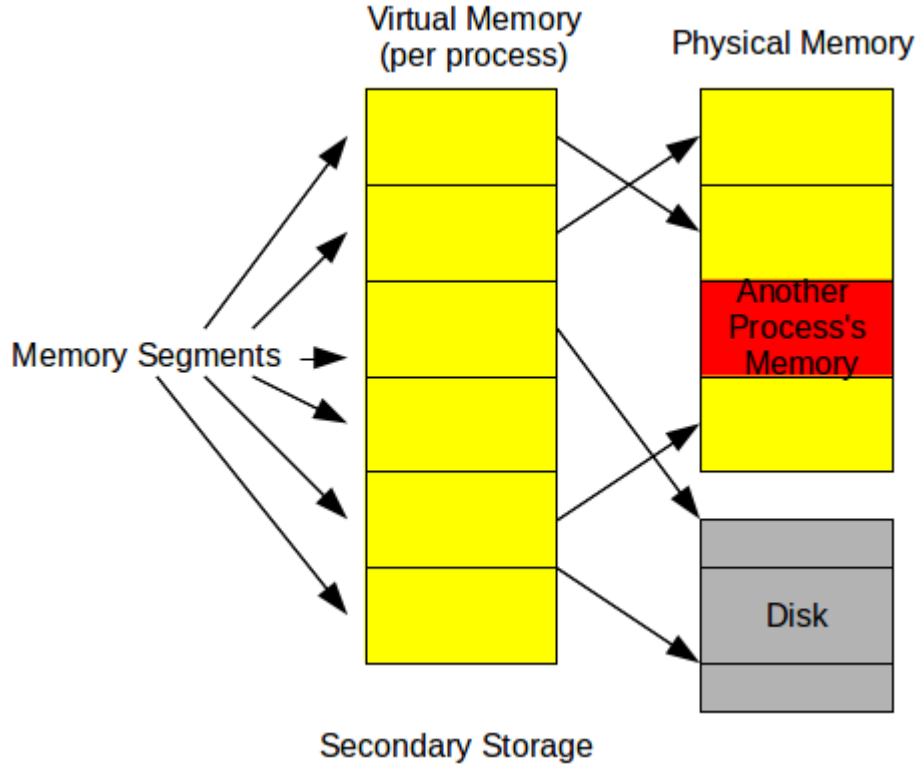 Virtual Memory
(per process)
Physical Memory
Another
Process's
Memory
Memory Segments
Disk
Secondary Storage